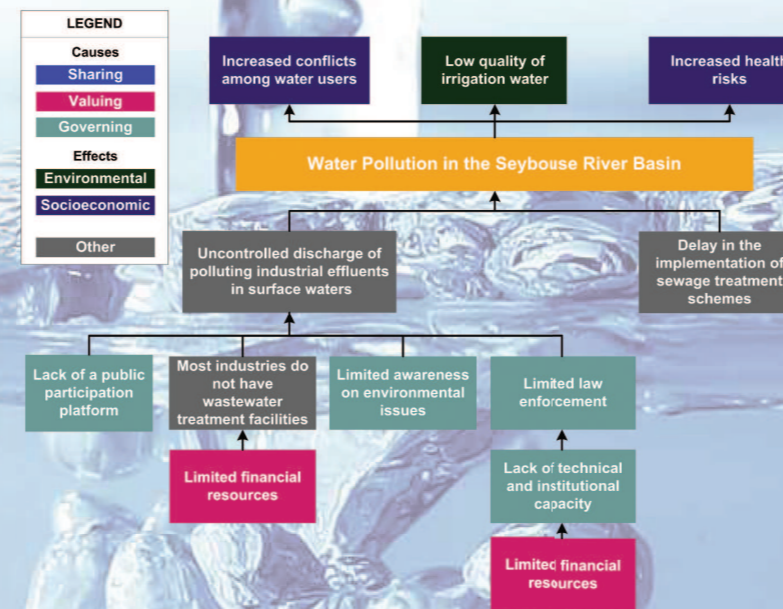 LEGEND
Causes
Sharing
Valuing
Governing
Effects
Environmental
Socioeconomic
Other
Increased conflicts
among water users
Low quality of
irrigation water
Increased health
risks
Water Pollution in the Seybouse River Basin
Uncontrolled discharge of
polluting industrial effluents
in surface waters
Delay in the
implementation of
sewage treatment
schemes
Lack of a public
participation
platform
Most industries do
not have
wastewater
treatment facilities
Limited awareness
on environmental
issues
Limited law
enforcement
Limited financial
resources
Lack of technical
and institutional
capacity
Limited financial
resources